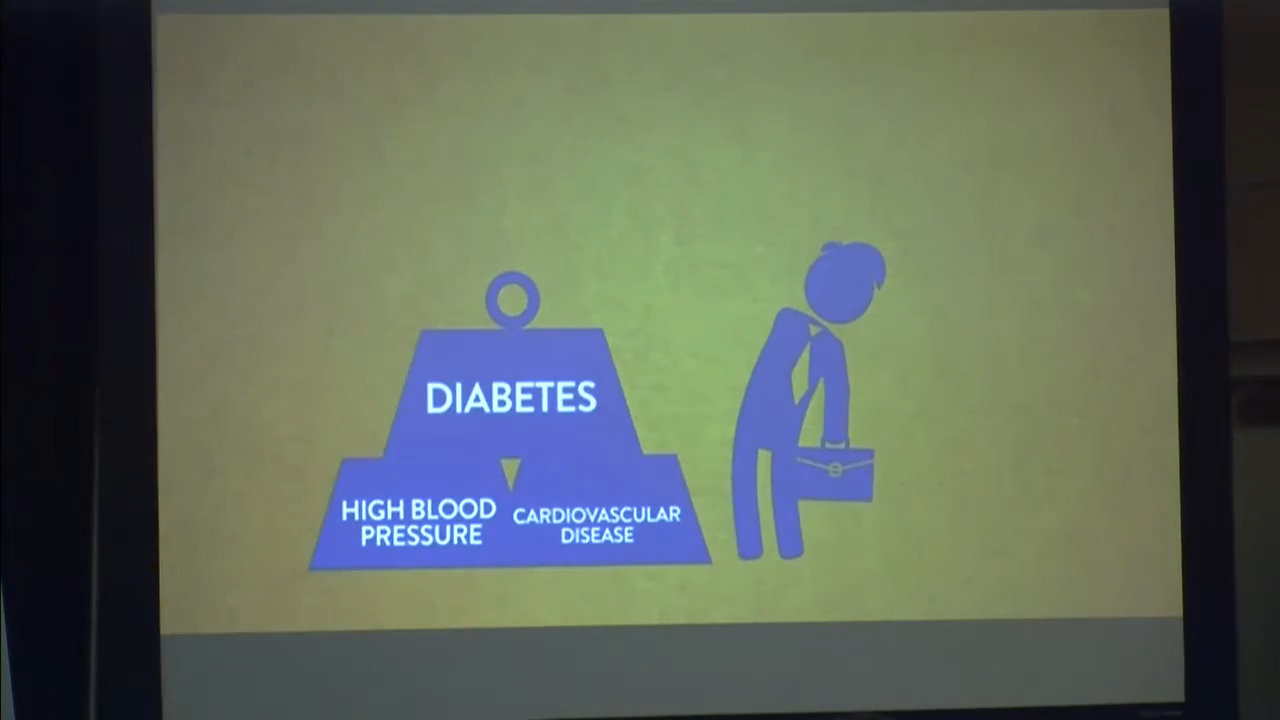 DIABETES
HIGH BLOOD
PRESSURE
CARDIOVASCULAR
DISEASE